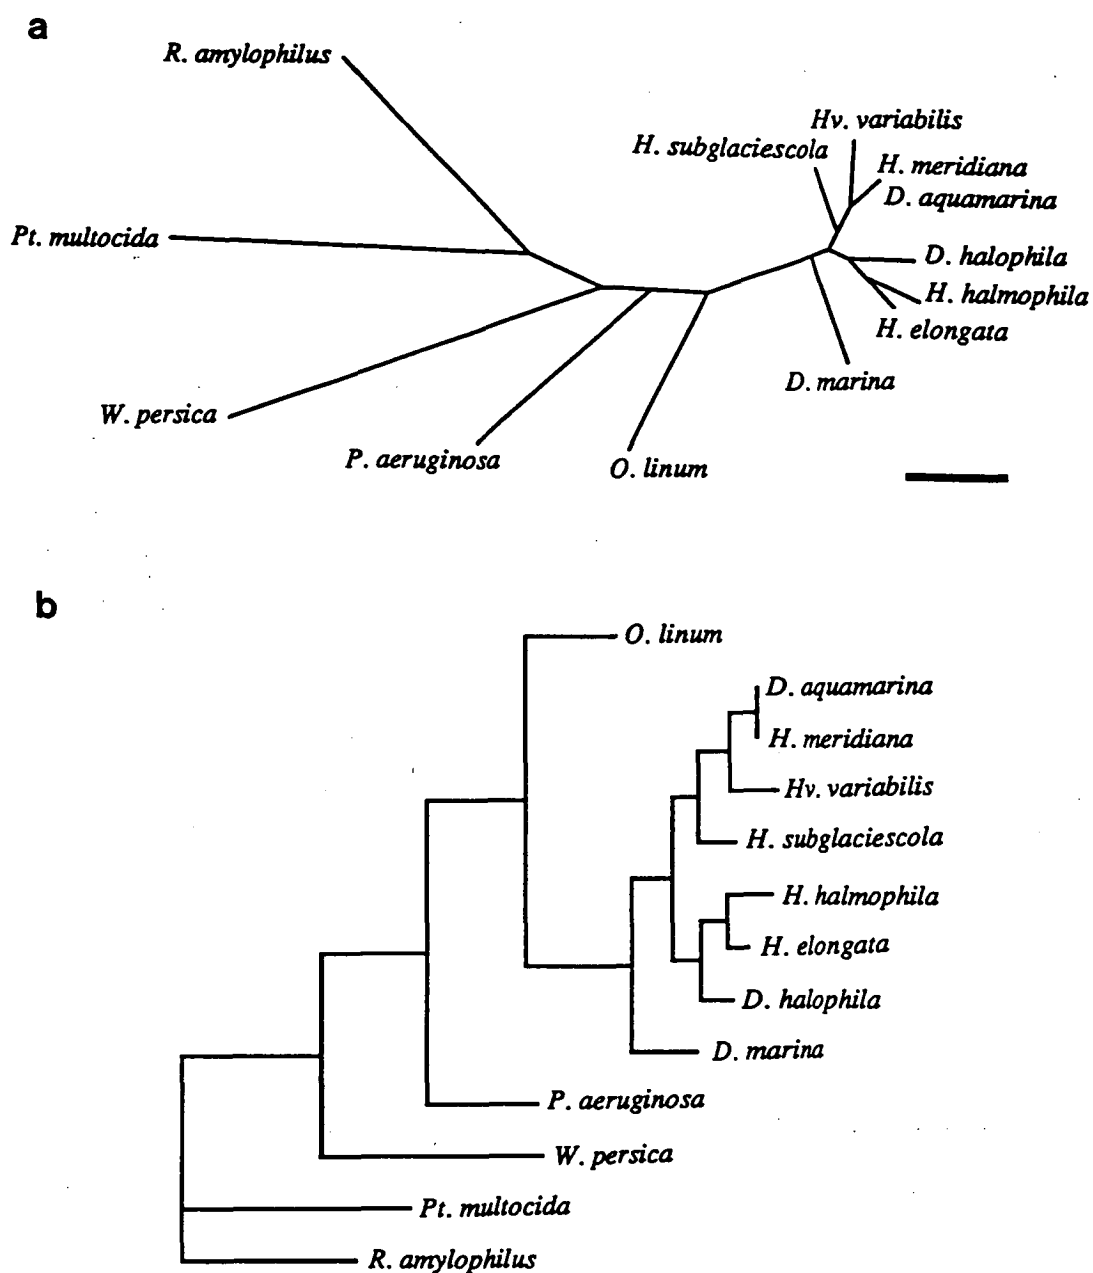 a
R. amylophilus
Hv. variabilis
H. subglaciescola
H. meridiana
D. aquamarina
Pt. multocida
D. halophila
H. halmophila
H. elongata
D. marina
W. persica
P. aeruginosa
O. linum
b
O. linum
D. aquamarina
H. meridiana
Hv. variabilis
H. subglaciescola
H. halmophila
H. elongata
D. halophila
D. marina
P. aeruginosa
W. persica
Pt. multocida
R. amylophilus